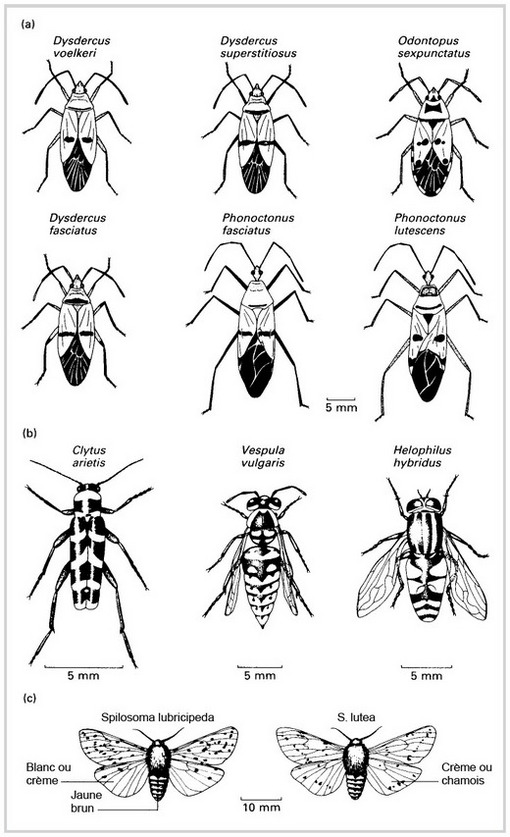 (a)
Dysdercus
voelkeri
Dysdercus
superstitiosus
Odontopus
sexpunctatus
Dysdercus
fasciatus
Phonoctonus
fasciatus
Phonoctonus
lutescens
5 mm
(b)
Clytus
arietis
Vespula
vulgaris
Helophilus
hybridus
5 mm
5 mm
5 mm
(c)
Spilosoma lubricipeda
S. lutea
Blanc ou
crème
Jaune
brun
10 mm
Crème ou
chamois